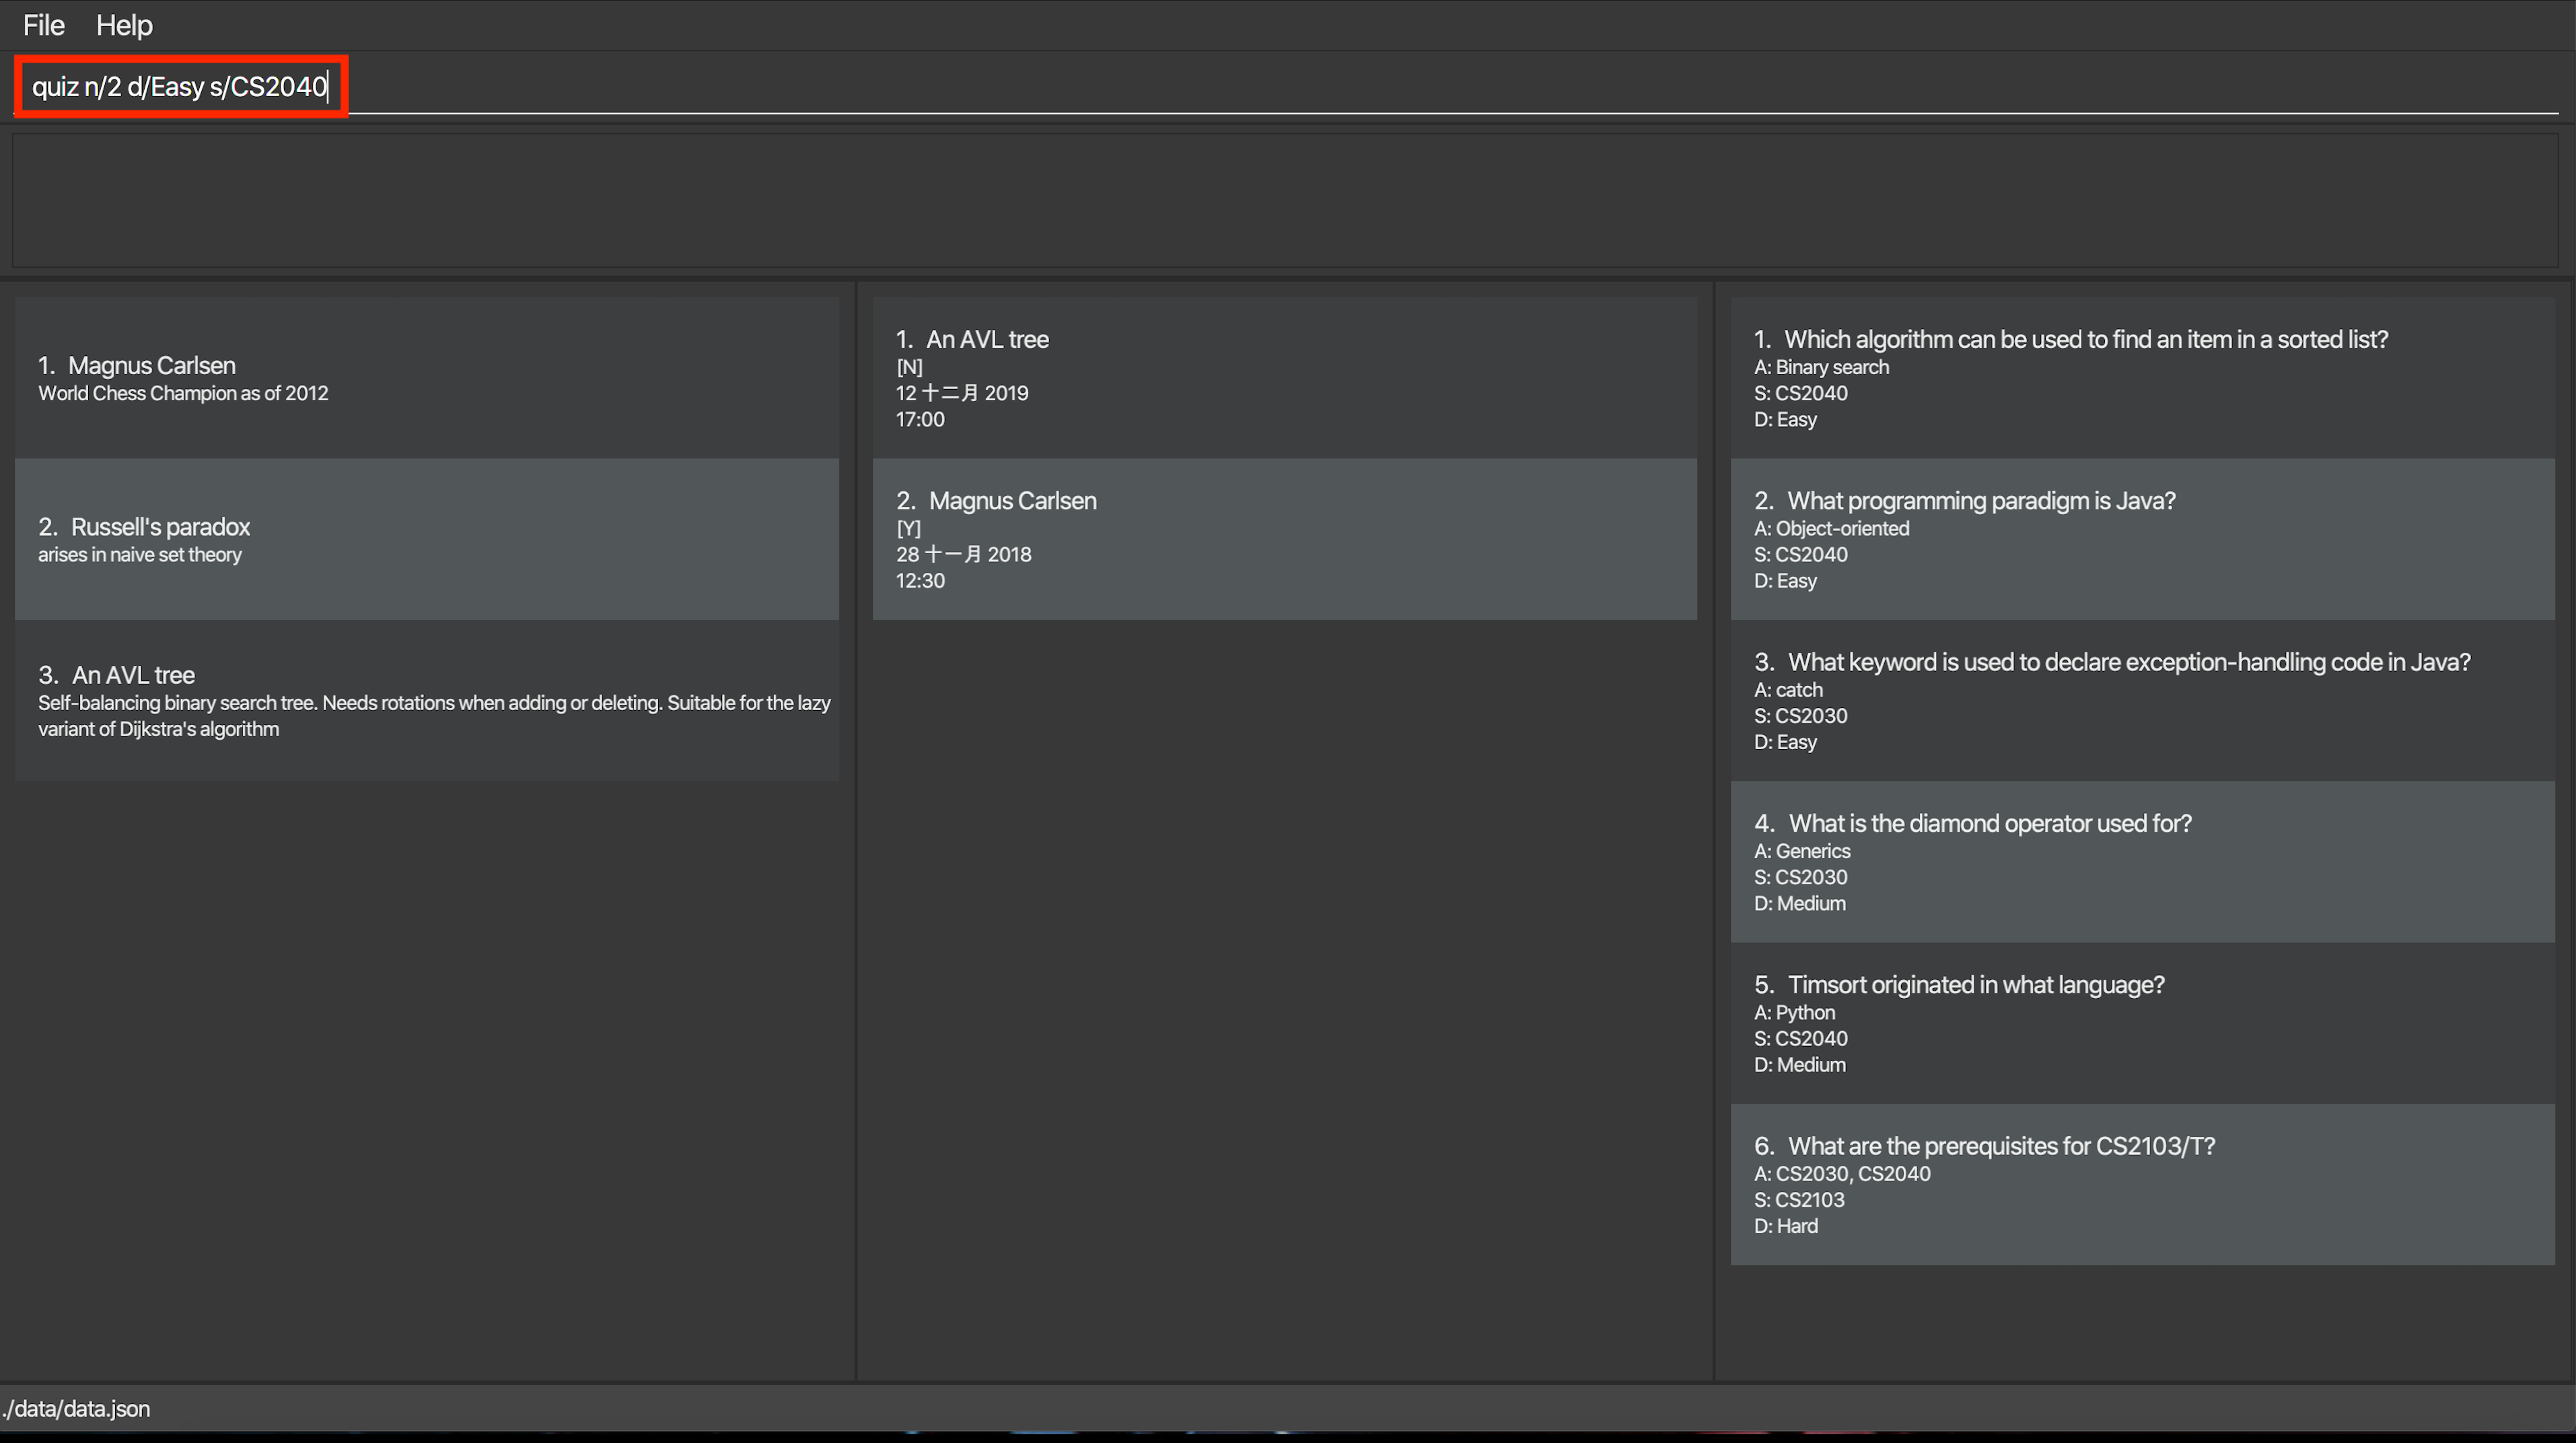 File Help
quiz n/2 d/Easy s/CS2040
1. Magnus Carlsen
World Chess Champion as of 2012
2. Russell's paradox
arises in naive set theory
3. An AVL tree
Self-balancing binary search tree. Needs rotations when adding or deleting. Suitable for the lazy
variant of Dijkstra's algorithm
1. An AVL tree
[N]
12 十二月 2019
17:00
2. Magnus Carlsen
[Y]
28 十一月 2018
12:30
1. Which algorithm can be used to find an item in a sorted list?
A: Binary search
S: CS2040
D: Easy
2. What programming paradigm is Java?
A: Object-oriented
S: CS2040
D: Easy
3. What keyword is used to declare exception-handling code in Java?
A: catch
S: CS2030
D: Easy
4. What is the diamond operator used for?
A: Generics
S: CS2030
D: Medium
5. Timsort originated in what language?
A: Python
S: CS2040
D: Medium
6. What are the prerequisites for CS2103/T?
A: CS2030, CS2040
S: CS2103
D: Hard
./data/data.json